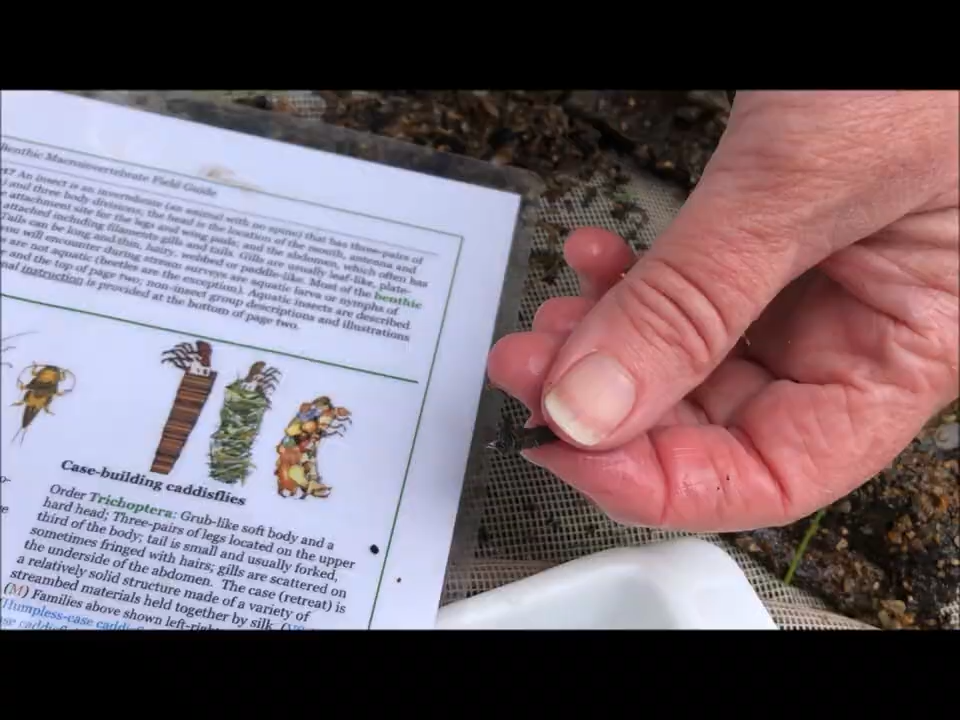 Benthic Macroinvertebrate Field Guide
An insect is an invertebrate (an animal with no spine) that has three-pairs of
and three body divisions; the head is the location of the mouth, antenna and
attachment site for the legs and wing pads; and the abdomen, which often has
attached including filaments gills and tails. Gills are usually leaf-like, plate-
Tails can be long and thin, hairy, webbed or paddle-like. Most of the benthic
you will encounter during stream surveys are aquatic larva or nymphs of
are not aquatic (beetles are the exception). Aquatic insects are described
and the top of page two; non-insect group descriptions and illustrations
instruction is provided at the bottom of page two.
Case-building caddisflies
Order Trichoptera: Grub-like soft body and a
hard head; Three-pairs of legs located on the upper
third of the body; tail is small and usually forked,
sometimes fringed with hairs; gills are scattered on
the underside of the abdomen. The case (retreat) is
a relatively solid structure made of a variety of
streambed materials held together by silk.
(M) Families above shown left-right
Humpless-case